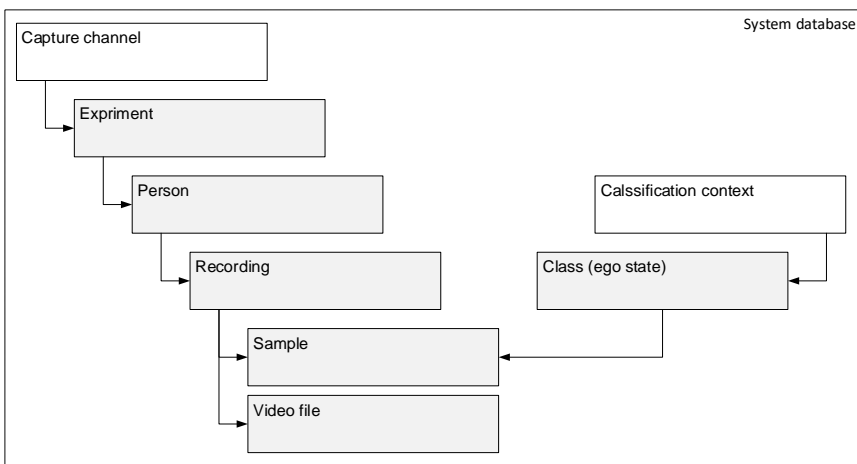 System database
Capture channel
Expriment
Person
Calssification context
Recording
Class (ego state)
Sample
Video file